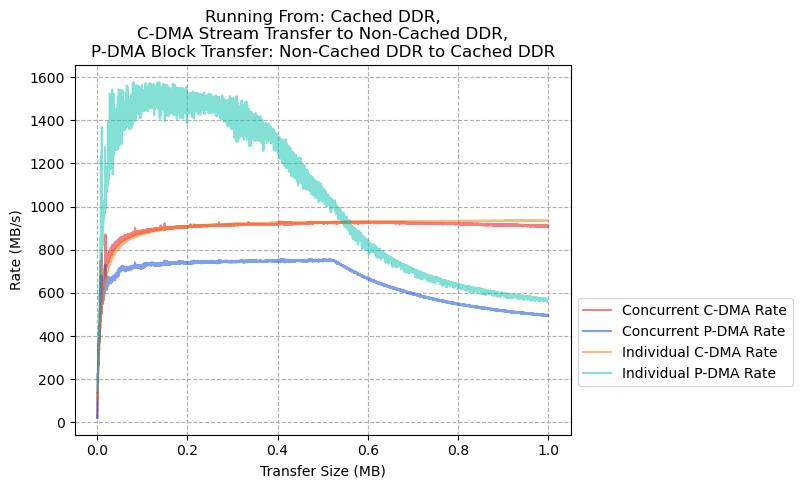 Running From: Cached DDR,
C-DMA Stream Transfer to Non-Cached DDR,
P-DMA Block Transfer: Non-Cached DDR to Cached DDR
1600
1400
1200
1000
800
600
400
200
0
Rate (MB/s)
0.0 0.2 0.4 0.6 0.8 1.0
Transfer Size (MB)
Concurrent C-DMA Rate
Concurrent P-DMA Rate
Individual C-DMA Rate
Individual P-DMA Rate